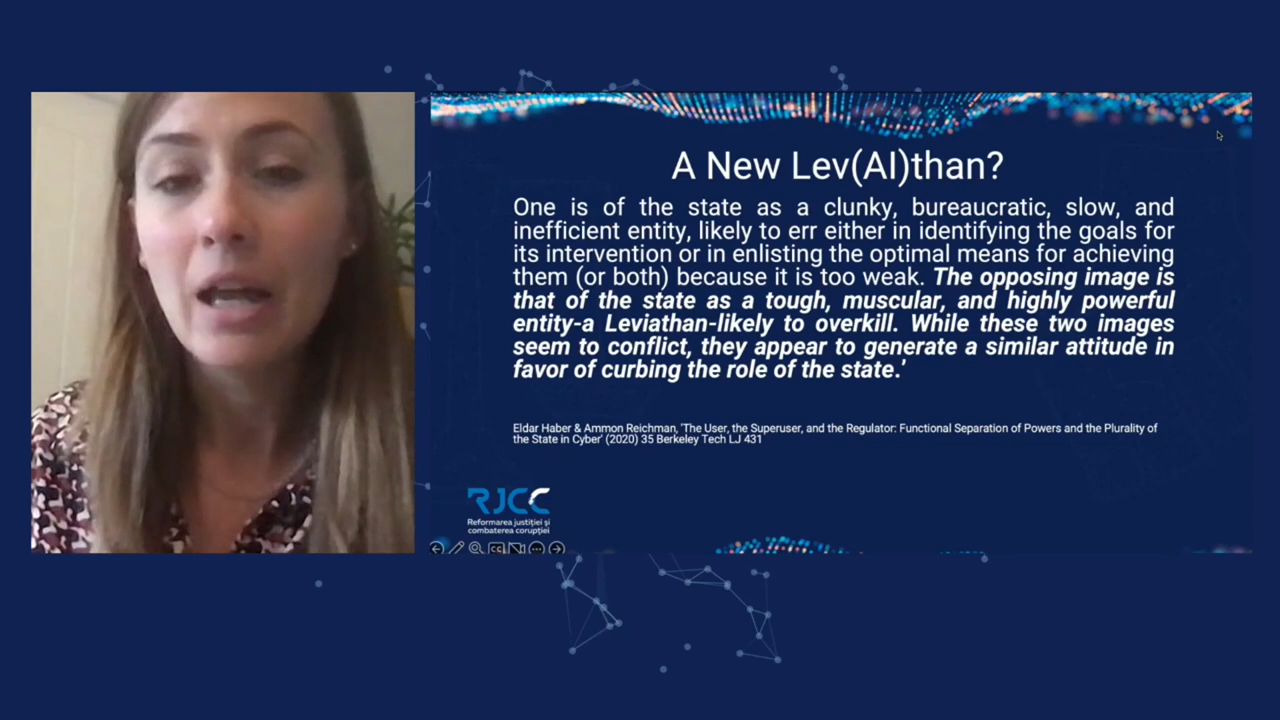 A New Lev(AI)than?
One is of the state as a clunky, bureaucratic, slow, and
inefficient entity, likely to err either in identifying the goals for
its intervention or in enlisting the optimal means for achieving
them (or both) because it is too weak. The opposing image is
that of the state as a tough, muscular, and highly powerful
entity-a Leviathan-likely to overkill. While these two images
seem to conflict, they appear to generate a similar attitude in
favor of curbing the role of the state.'
Eldar Haber & Ammon Reichman, 'The User, the Superuser, and the Regulator: Functional Separation of Powers and the Plurality of
the State in Cyber' (2020) 35 Berkeley Tech LJ 431
RJCC
Reformarea justiției și
combaterea corupției
CC